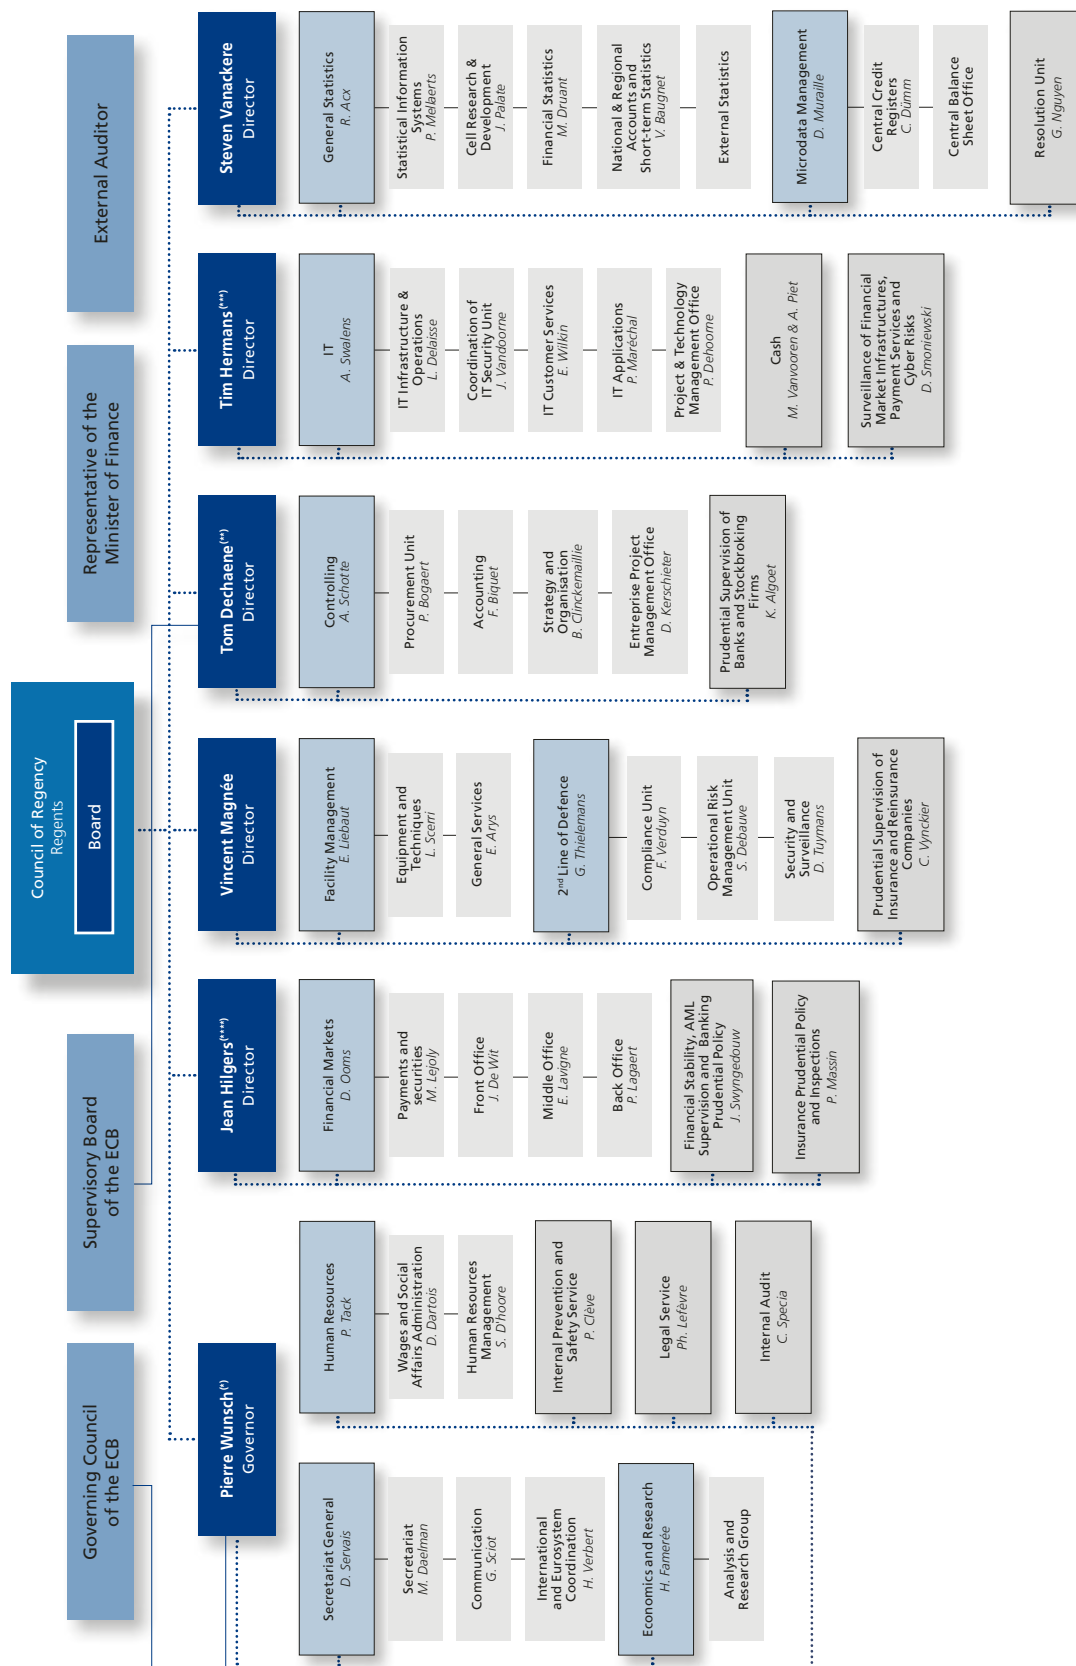 Council of Regency
Regents
Board
Governing Council
of the ECB
Supervisory Board
of the ECB
Representative of the
Minister of Finance
External Auditor
Pierre Wunsch(*)
Governor
Secretariat General
D. Servais
Secretariat
M. Daelman
Communication
G. Sciot
International
and Eurosystem
Coordination
H. Verbert
Economics and Research
H. Famerée
Analysis and
Research Group
Human Resources
P. Tack
Wages and Social
Affairs Administration
D. Dartois
Human Resources
Management
S. D'hoore
Internal Prevention and
Safety Service
P. Clève
Legal Service
Ph. Lefèvre
Internal Audit
C. Specia
Jean Hilgers(****)
Director
Financial Markets
D. Ooms
Payments and
securities
M. Lejoly
Front Office
J. De Wit
Middle Office
E. Lavigne
Back Office
P. Lagaert
Financial Stability, AML
Supervision and Banking
Prudential Policy
J. Swyngedouw
Insurance Prudential Policy
and Inspections
P. Massin
Vincent Magnée
Director
Facility Management
E. Liebaut
Equipment and
Techniques
L. Scerri
General Services
E. Arys
2nd Line of Defence
G. Thielemans
Compliance Unit
F. Verduyn
Operational Risk
Management Unit
S. Debauve
Security and
Surveillance
D. Tuymans
Prudential Supervision of
Insurance and Reinsurance
Companies
C. Vynckier
Tom Dechaene(**)
Director
Controlling
A. Schotte
Procurement Unit
P. Bogaert
Accounting
F. Biquet
Strategy and
Organisation
B. Clinckemaillie
Entreprise Project
Management Office
D. Kerschieter
Prudential Supervision of
Banks and Stockbroking
Firms
K. Algoet
Tim Hermans(***)
Director
IT
A. Swalens
IT Infrastructure &
Operations
L. Delaisse
Coordination of
IT Security Unit
J. Vandoorne
IT Customer Services
E. Wilkin
IT Applications
P. Maréchal
Project & Technology
Management Office
P. Dehoorne
Cash
M. Vanvooren & A. Piet
Surveillance of Financial
Market Infrastructures,
Payment Services and
Cyber Risks
D. Smoniewski
Steven Vanackere
Director
General Statistics
R. Acx
Statistical Information
Systems
P. Melbaerts
Cell Research &
Development
J. Palate
Financial Statistics
M. Druant
National & Regional
Accounts and
Short-term Statistics
V. Baugnet
External Statistics
Microdata Management
D. Muraille
Central Credit
Registers
C. Dümm
Central Balance
Sheet Office
Resolution Unit
G. Nguyen